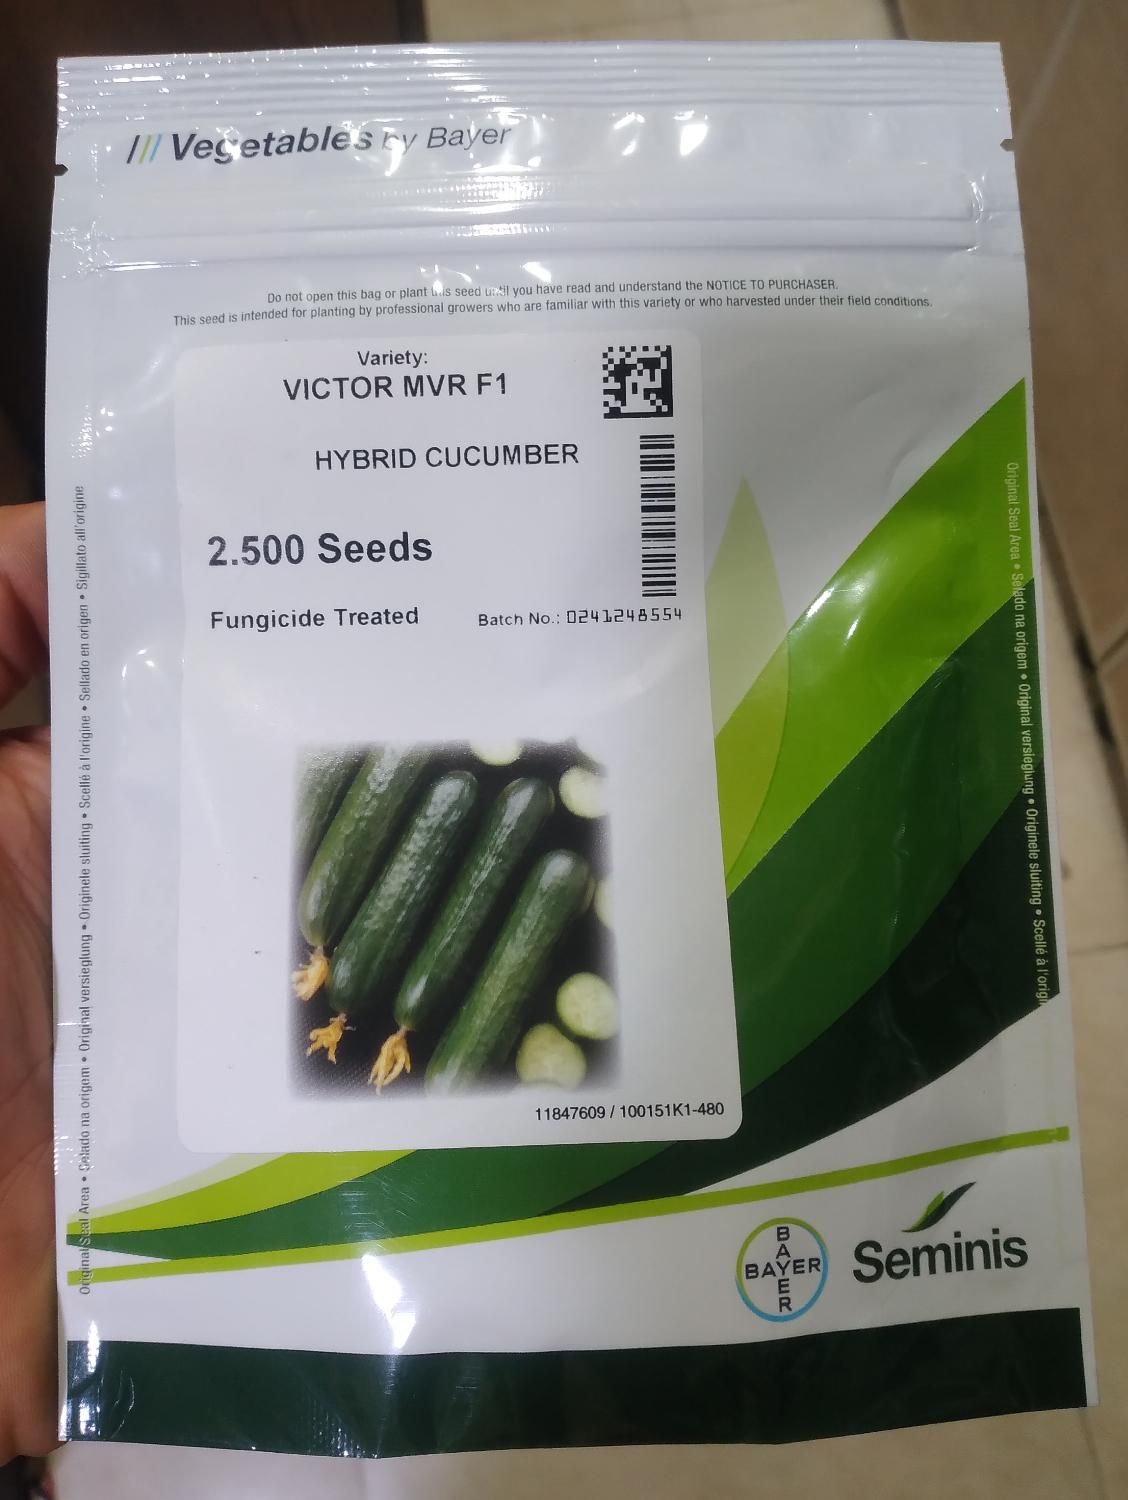 /// Vegetables by Bayer
Do not open this bag or plant this seed until you have read and understand the NOTICE TO PURCHASER.
This seed is intended for planting by professional growers who are familiar with this variety or who harvested under their field conditions.
Variety:
VICTOR MVR F1
HYBRID CUCUMBER
2.500 Seeds
Fungicide Treated
Batch No.: 0241248554
11847609 / 100151K1-480
BAYER
BAYER
Seminis
Original Seal Area • Selado na origem • Original versieglung • Originele sluiting • Scellé à l'origine • Sellado en origen • Sigillato all'origine
Original Seal Area • Selado na origem • Original versieglung • Originele sluiting • Scellé à l'origin